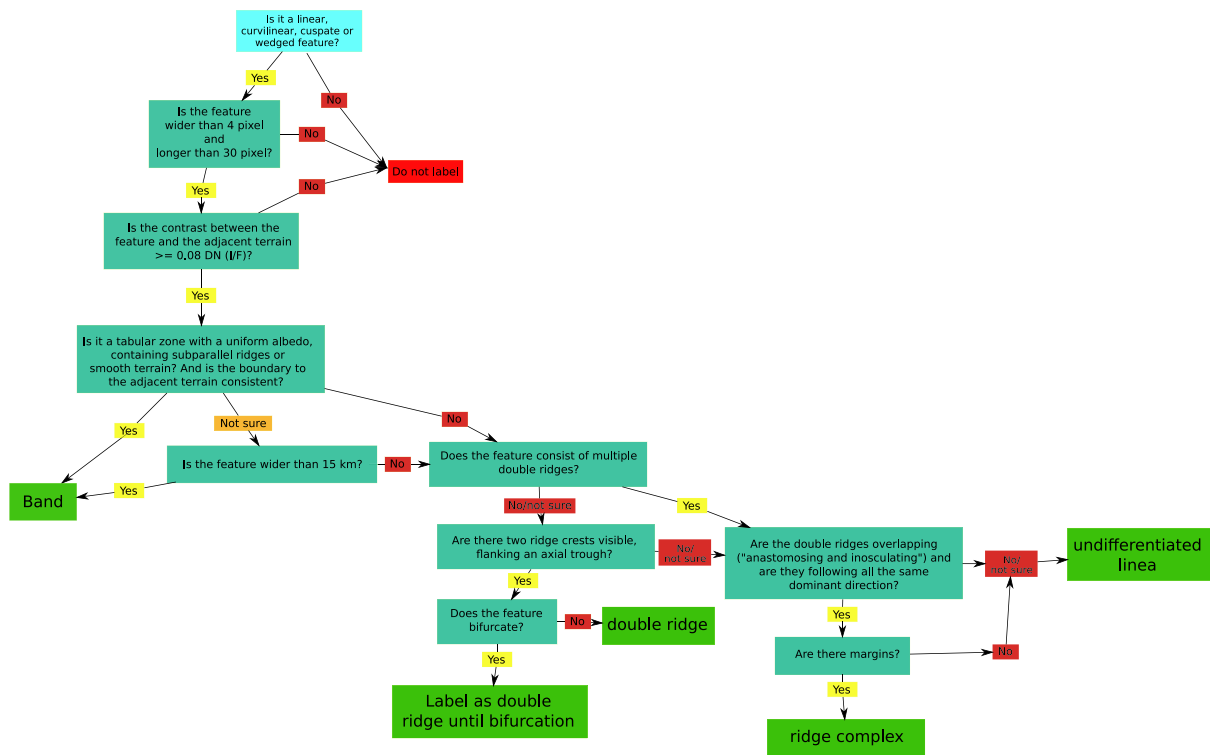 Is it a linear,
curvilinear, cuspate or
wedged feature?
Yes
No
Is the feature
wider than 4 pixel
and
longer than 30 pixel?
No
Do not label
Yes
No
Is the contrast between the
feature and the adjacent terrain
>= 0.08 DN (I/F)?
Yes
Is it a tabular zone with a uniform albedo,
containing subparallel ridges or
smooth terrain? And is the boundary to
the adjacent terrain consistent?
Yes
Not sure
No
Is the feature wider than 15 km?
No
Does the feature consist of multiple
double ridges?
Yes
Band
No/not sure
Yes
Are there two ridge crests visible,
flanking an axial trough?
No/
not sure
Are the double ridges overlapping
("anastomosing and inosculating") and
are they following all the same
dominant direction?
No/
not sure
undifferentiated
linea
Yes
Does the feature
bifurcate?
No
double ridge
Yes
Are there margins?
No
Yes
Label as double
ridge until bifurcation
Yes
ridge complex